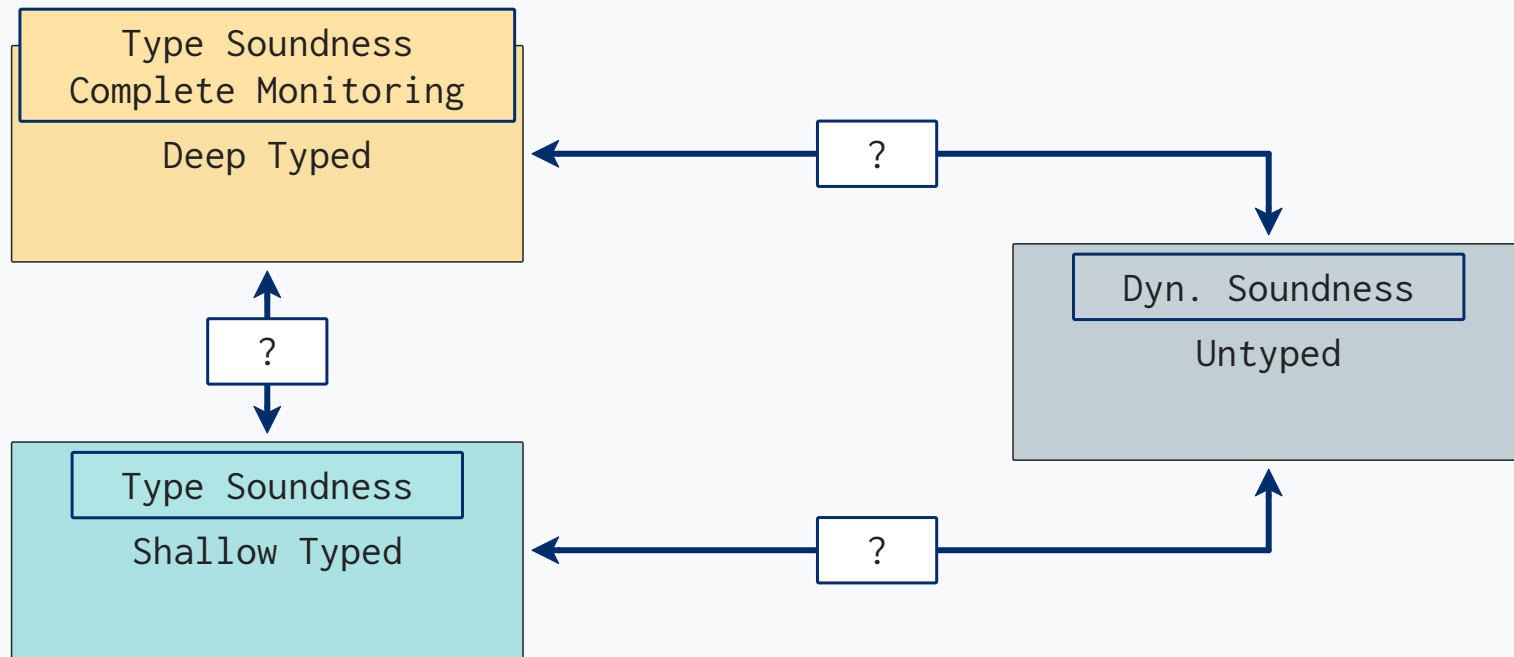 Type Soundness
Complete Monitoring
Deep Typed
?
Dyn. Soundness
Untyped
?
Type Soundness
Shallow Typed
?